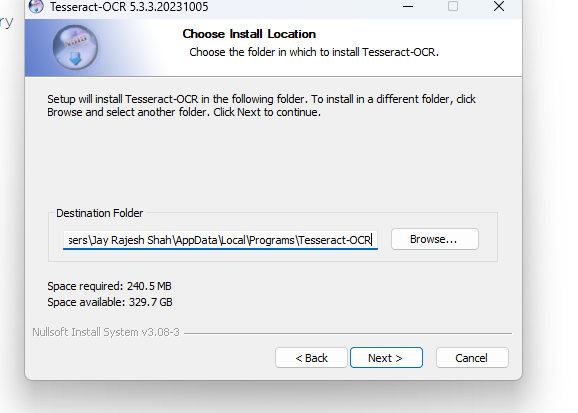 Tesseract-OCR 5.3.3.20231005
ry
Choose Install Location
Choose the folder in which to install Tesseract-OCR.
Setup will install Tesseract-OCR in the following folder. To install in a different folder, click
Browse and select another folder. Click Next to continue.
Destination Folder
sers\Jay Rajesh Shah\AppData\Local\Programs\Tesseract-OCR
Browse...
Space required: 240.5 MB
Space available: 329.7 GB
Nullsoft Install System v3.08-3
< Back
Next >
Cancel